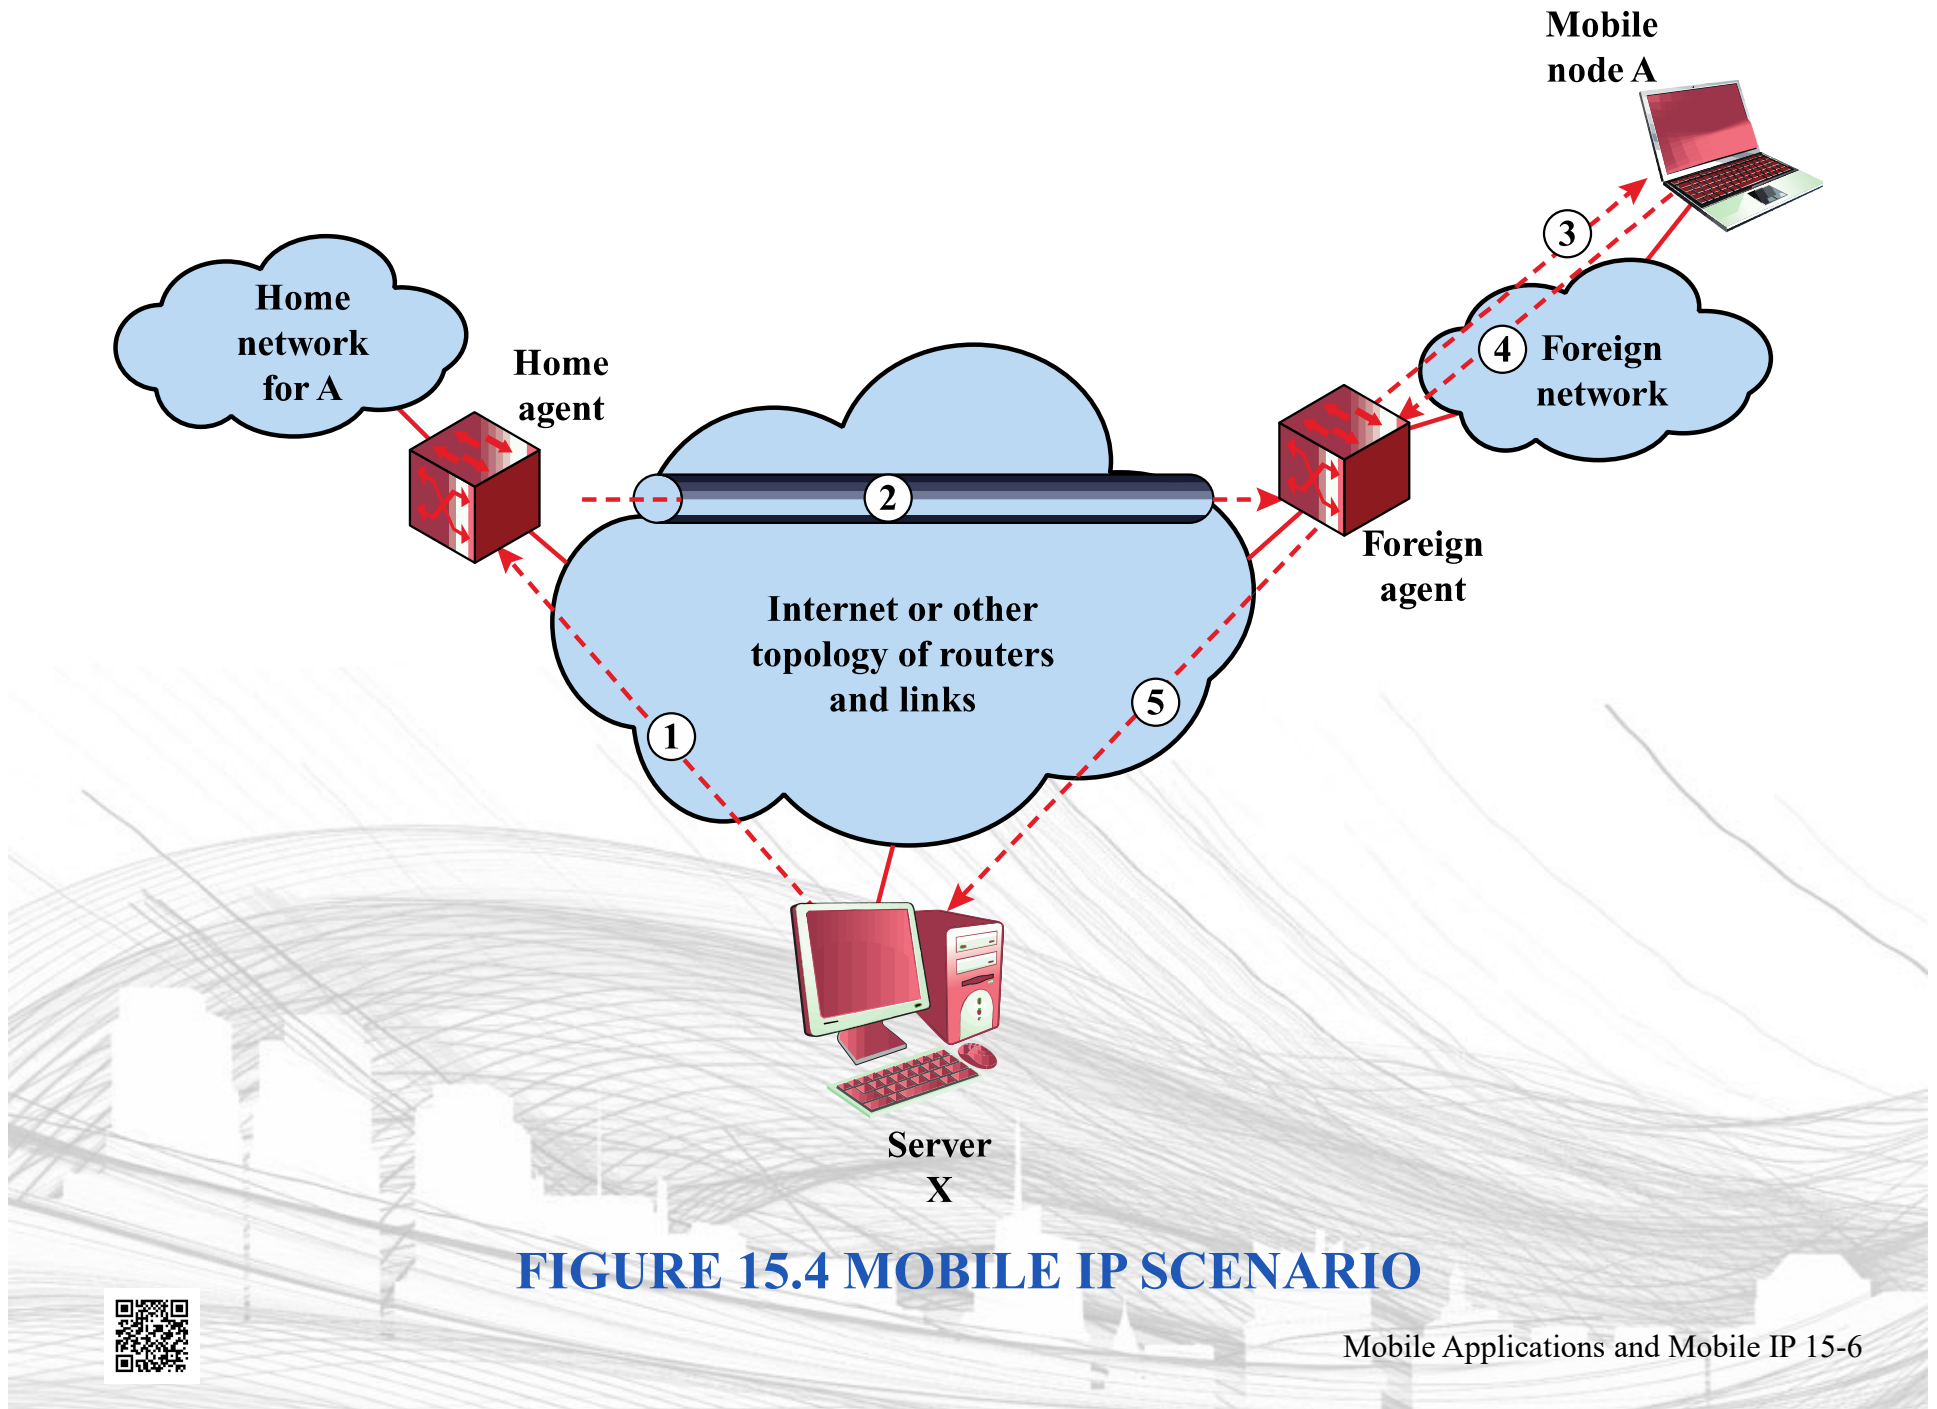 Mobile
node A
3
Home
network
for A
Home
agent
4
Foreign
network
2
Foreign
agent
Internet or other
topology of routers
and links
5
1
Server
X
FIGURE 15.4 MOBILE IP SCENARIO
Mobile Applications and Mobile IP 15-6